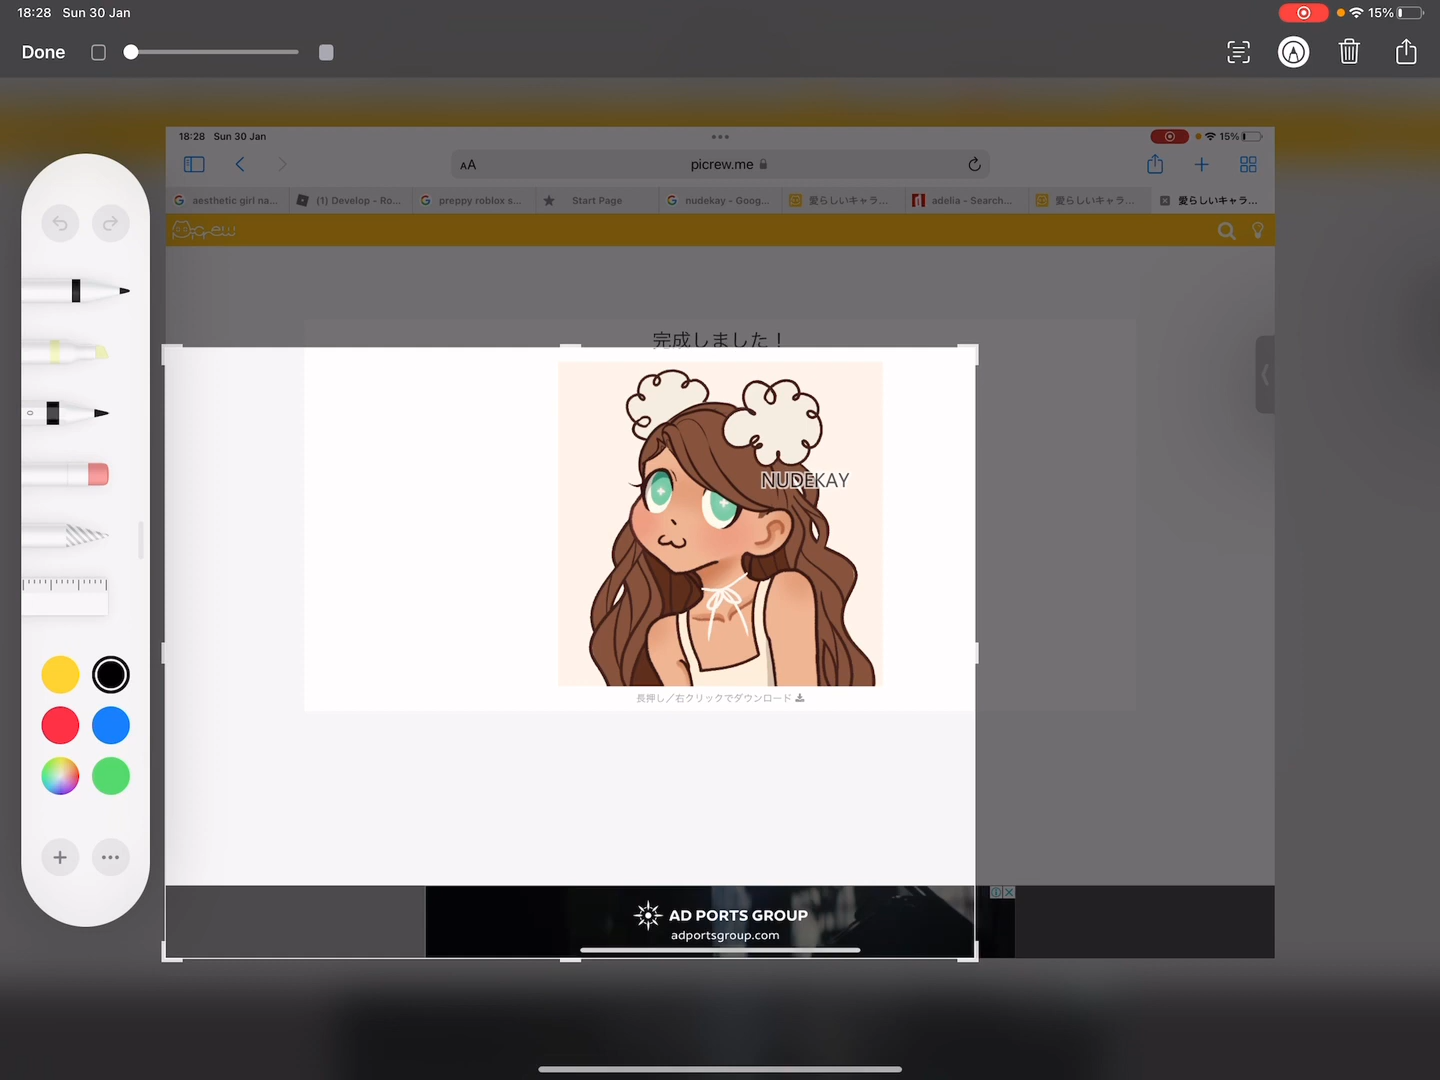 18:28 Sun 30 Jan
15%
Done
18:28 Sun 30 Jan
15%
AA
picrew.me
aesthetic girl na...
(1) Develop - Ro...
preppy roblox s...
Start Page
nudekay - Goog...
愛らしいキャラ...
adelia - Search...
愛らしいキャラ...
愛らしいキャラ...
Picrew
完成しました！
NUDEKAY
長押し／右クリックでダウンロード
AD PORTS GROUP
adportsgroup.com